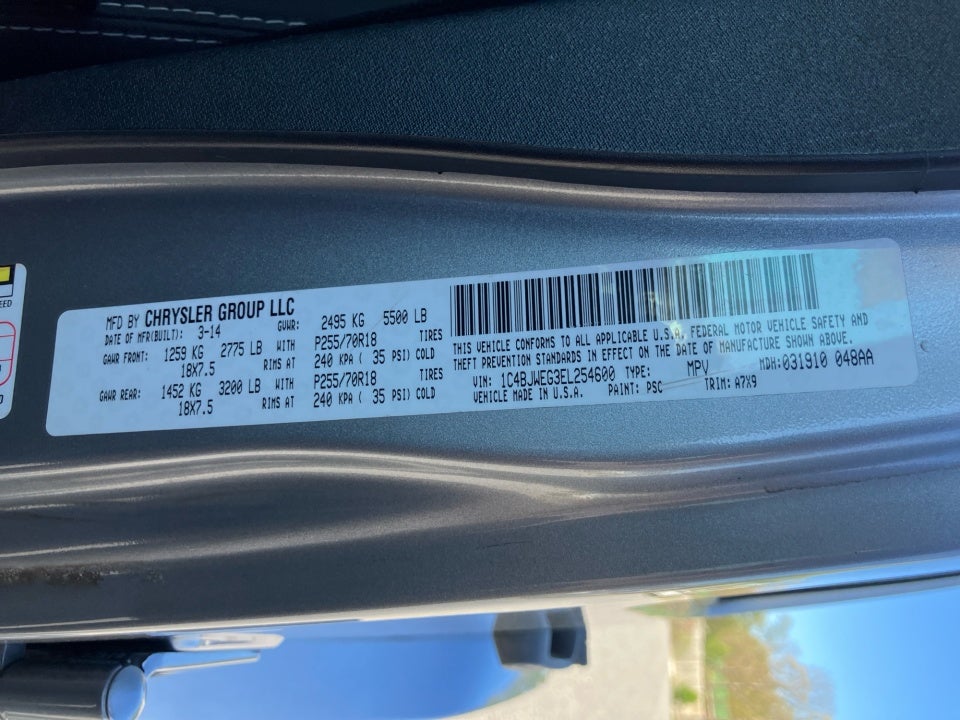 MFD BY CHRYSLER GROUP LLC
DATE OF MFR(BUILT): 3-14 GVWR: 2495 KG 5500 LB
GAWR FRONT: 1259 KG 2775 LB WITH P255/70R18 TIRES
18X7.5 RIMS AT 240 KPA ( 35 PSI) COLD
GAWR REAR: 1452 KG 3200 LB WITH P255/70R18 TIRES
18X7.5 RIMS AT 240 KPA ( 35 PSI) COLD
THIS VEHICLE CONFORMS TO ALL APPLICABLE U.S.A. FEDERAL MOTOR VEHICLE SAFETY AND
THEFT PREVENTION STANDARDS IN EFFECT ON THE DATE OF MANUFACTURE SHOWN ABOVE.
VIN: 1C4BJWEG3EL254600 TYPE: MPV MDH:031910 048AA
VEHICLE MADE IN U.S.A. PAINT: PSC TRIM: A7X9